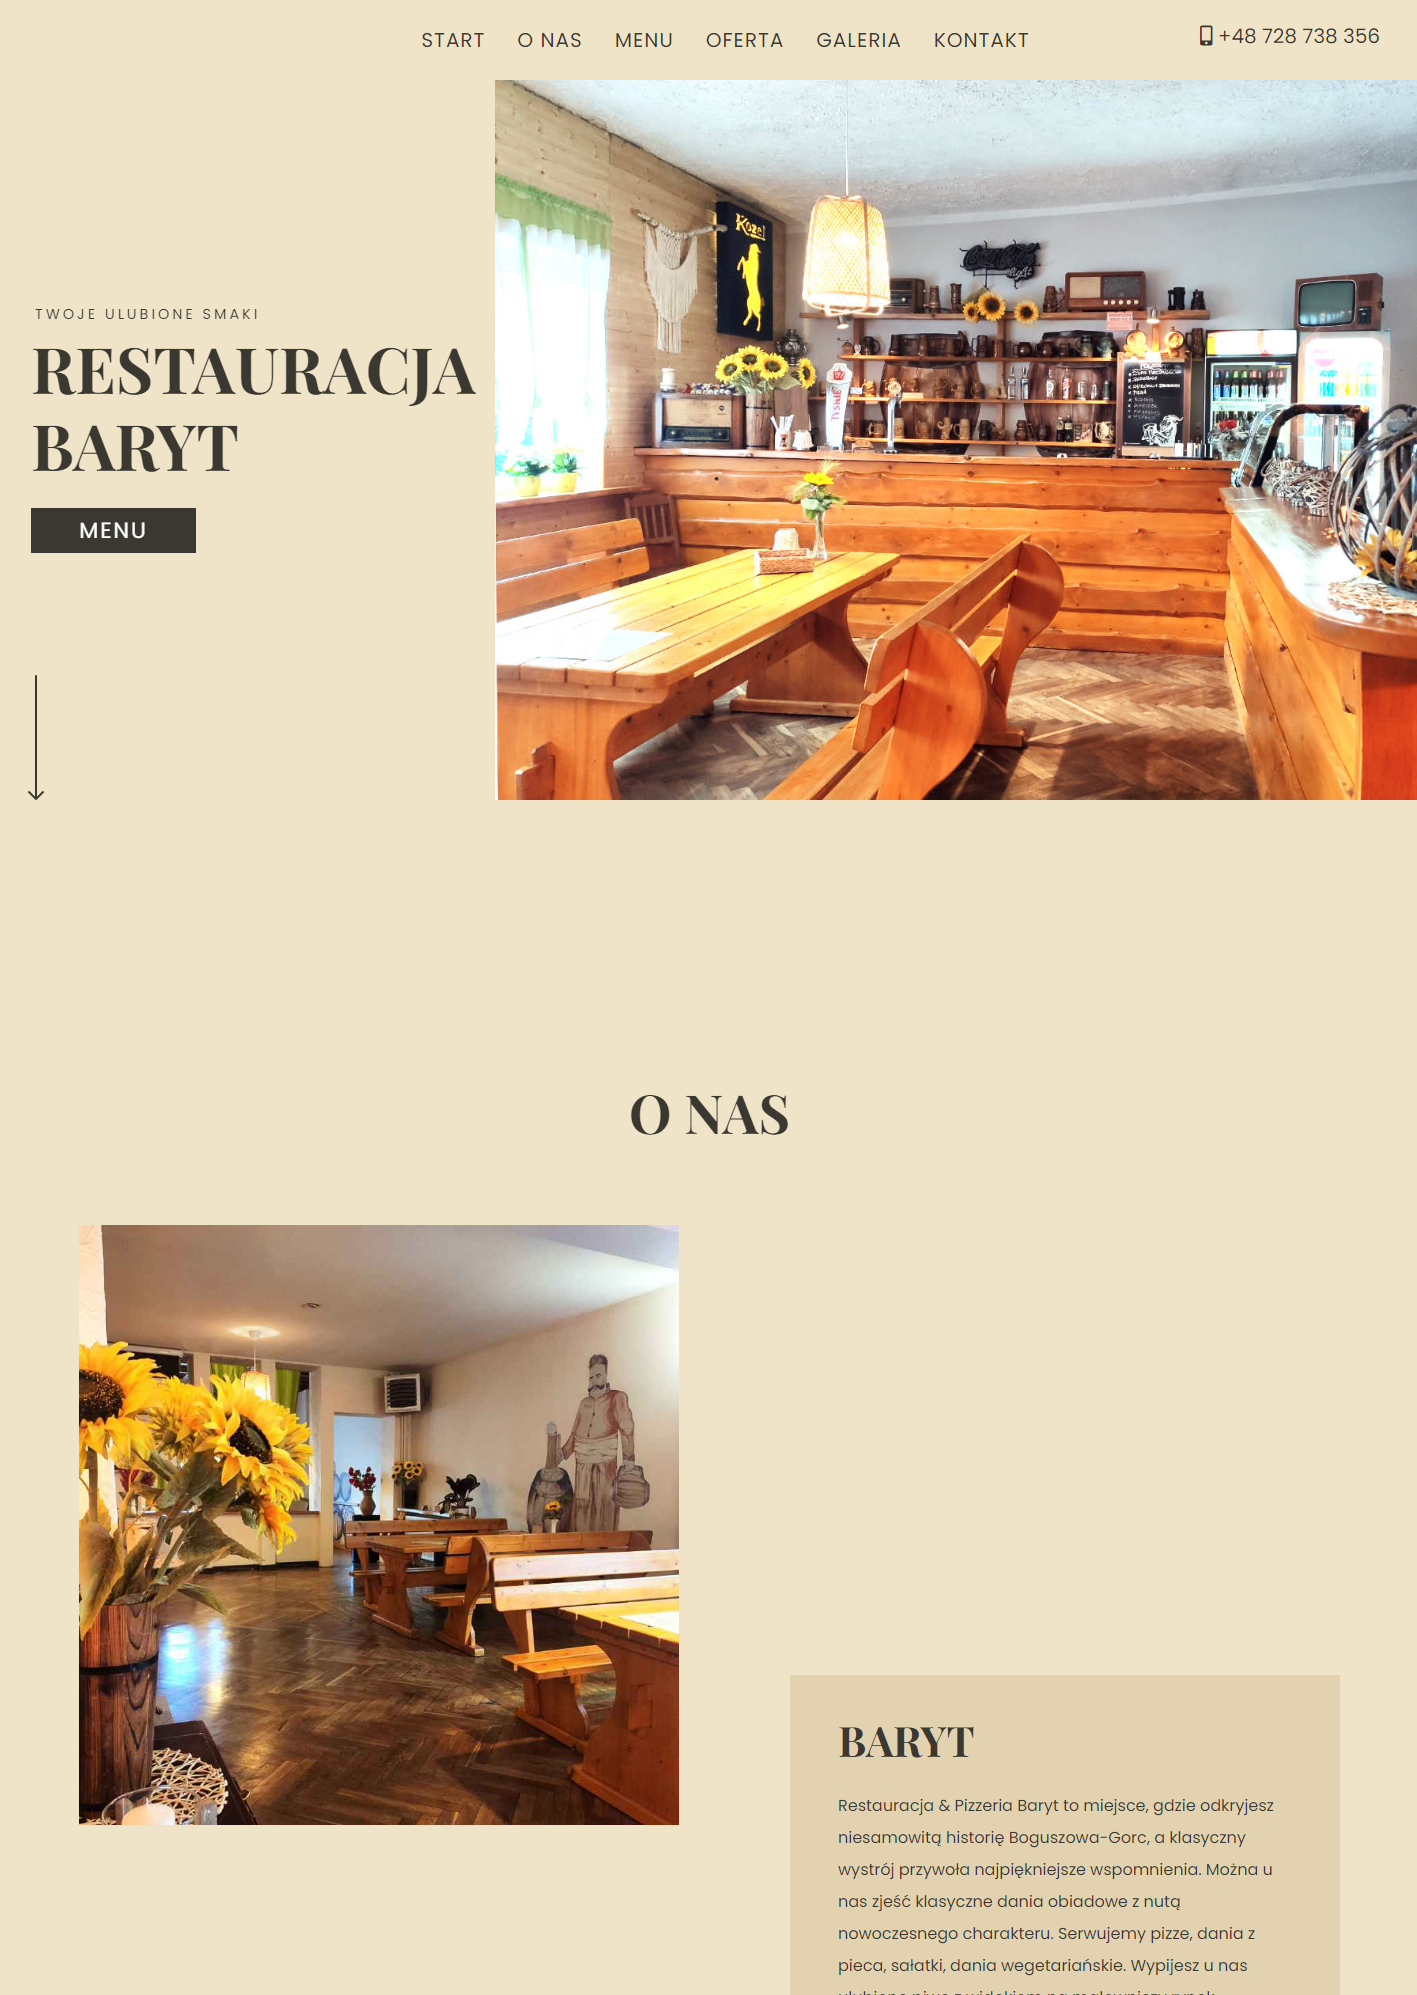 START O NAS MENU OFERTA GALERIA KONTAKT +48 728 738 356
TWOJE ULUBIONE SMAKI
RESTAURACJA
BARYT
MENU
Kozel
TYSKIE
O NAS
BARYT
Restauracja & Pizzeria Baryt to miejsce, gdzie odkryjesz
niesamowitą historię Boguszowa-Gorc, a klasyczny
wystrój przywoła najpiękniejsze wspomnienia. Można u
nas zjeść klasyczne dania obiadowe z nutą
nowoczesnego charakteru. Serwujemy pizze, dania z
pieca, sałatki, dania wegetariańskie. Wypijesz u nas